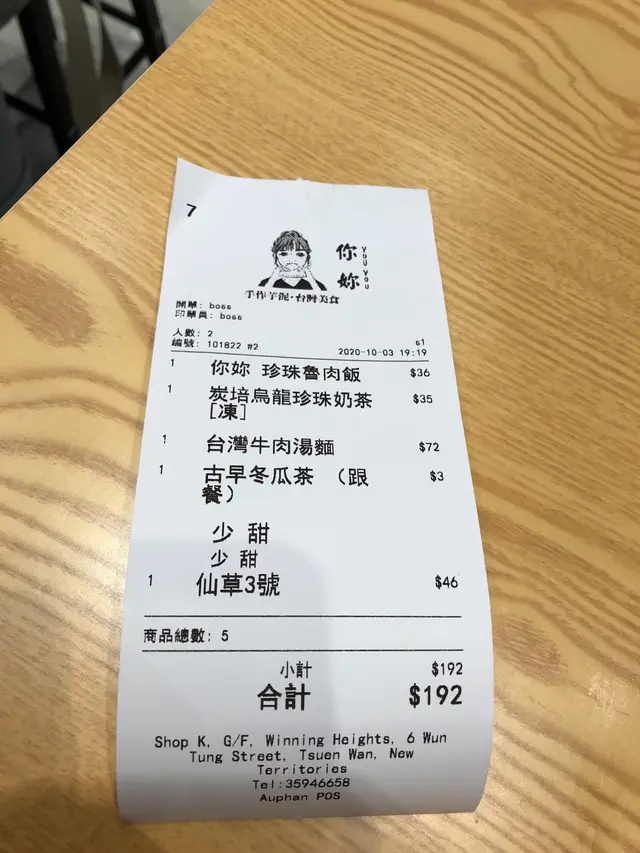 7
你妳
you you
手作芋泥·台灣美食
開單: boss
印單員: boss
人數: 2
s1
編號: 101822 #2 2020-10-03 19:19
1 你妳 珍珠魯肉飯 $36
1 炭培烏龍珍珠奶茶 $35
[凍]
1 台灣牛肉湯麵 $72
1 古早冬瓜茶 （跟 $3
餐）
少 甜
少 甜
1 仙草3號 $46
商品總數: 5
小計 $192
合計 $192
Shop K, G/F, Winning Heights, 6 Wun
Tung Street, Tsuen Wan, New
Territories
Tel:35946658
Auphan POS